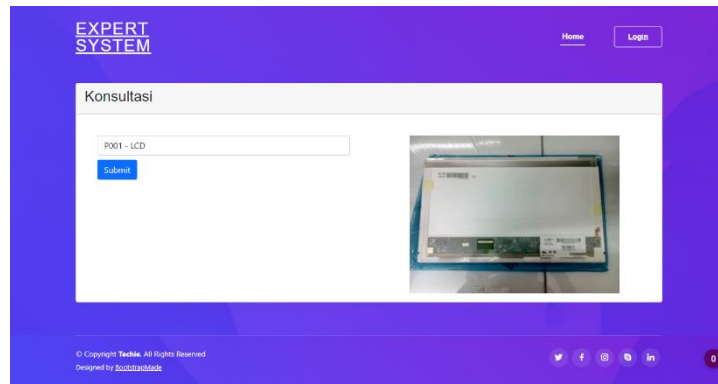 EXPERT
SYSTEM
Home
Login
Konsultasi
P001 - LCD
Submit
© Copyright Techie. All Rights Reserved
Designed by BootstrapMade
0